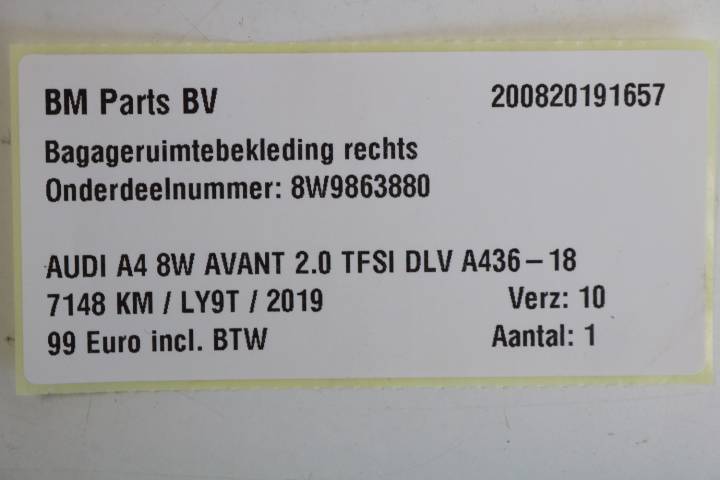 BM Parts BV 200820191657
Bagageruimtebekleding rechts
Onderdeelnummer: 8W9863880
AUDI A4 8W AVANT 2.0 TFSI DLV A436-18
7148 KM / LY9T / 2019 Verz: 10
99 Euro incl. BTW Aantal: 1